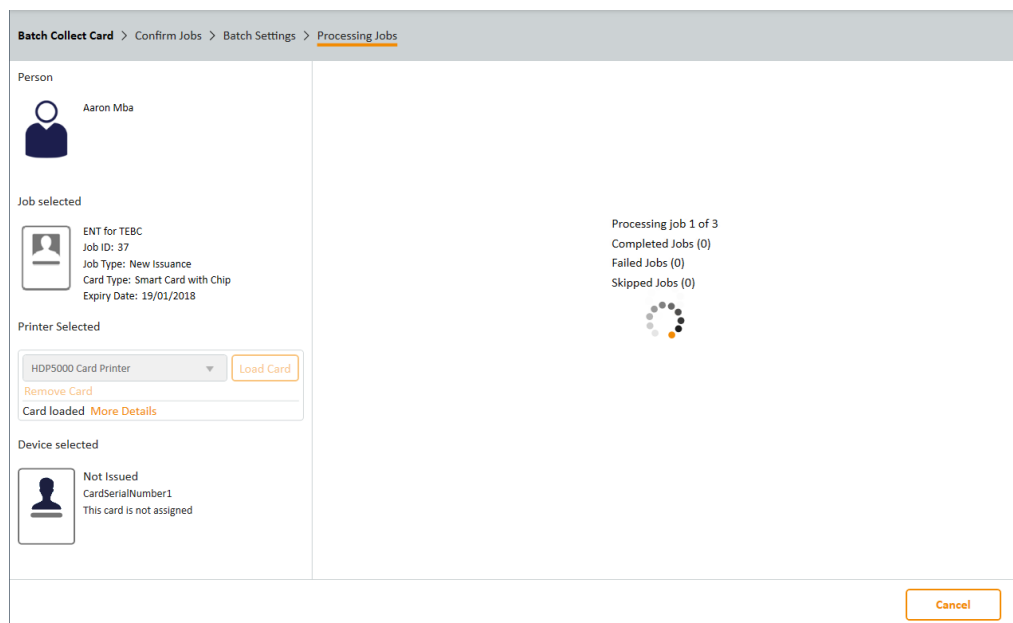 Batch Collect Card > Confirm Jobs > Batch Settings > Processing Jobs
Person
Aaron Mba
Job selected
ENT for TEBC
Job ID: 37
Job Type: New Issuance
Card Type: Smart Card with Chip
Expiry Date: 19/01/2018
Printer Selected
HDP5000 Card Printer
Load Card
Remove Card
Card loaded More Details
Device selected
Not Issued
CardSerialNumber1
This card is not assigned
Processing job 1 of 3
Completed Jobs (0)
Failed Jobs (0)
Skipped Jobs (0)
Cancel